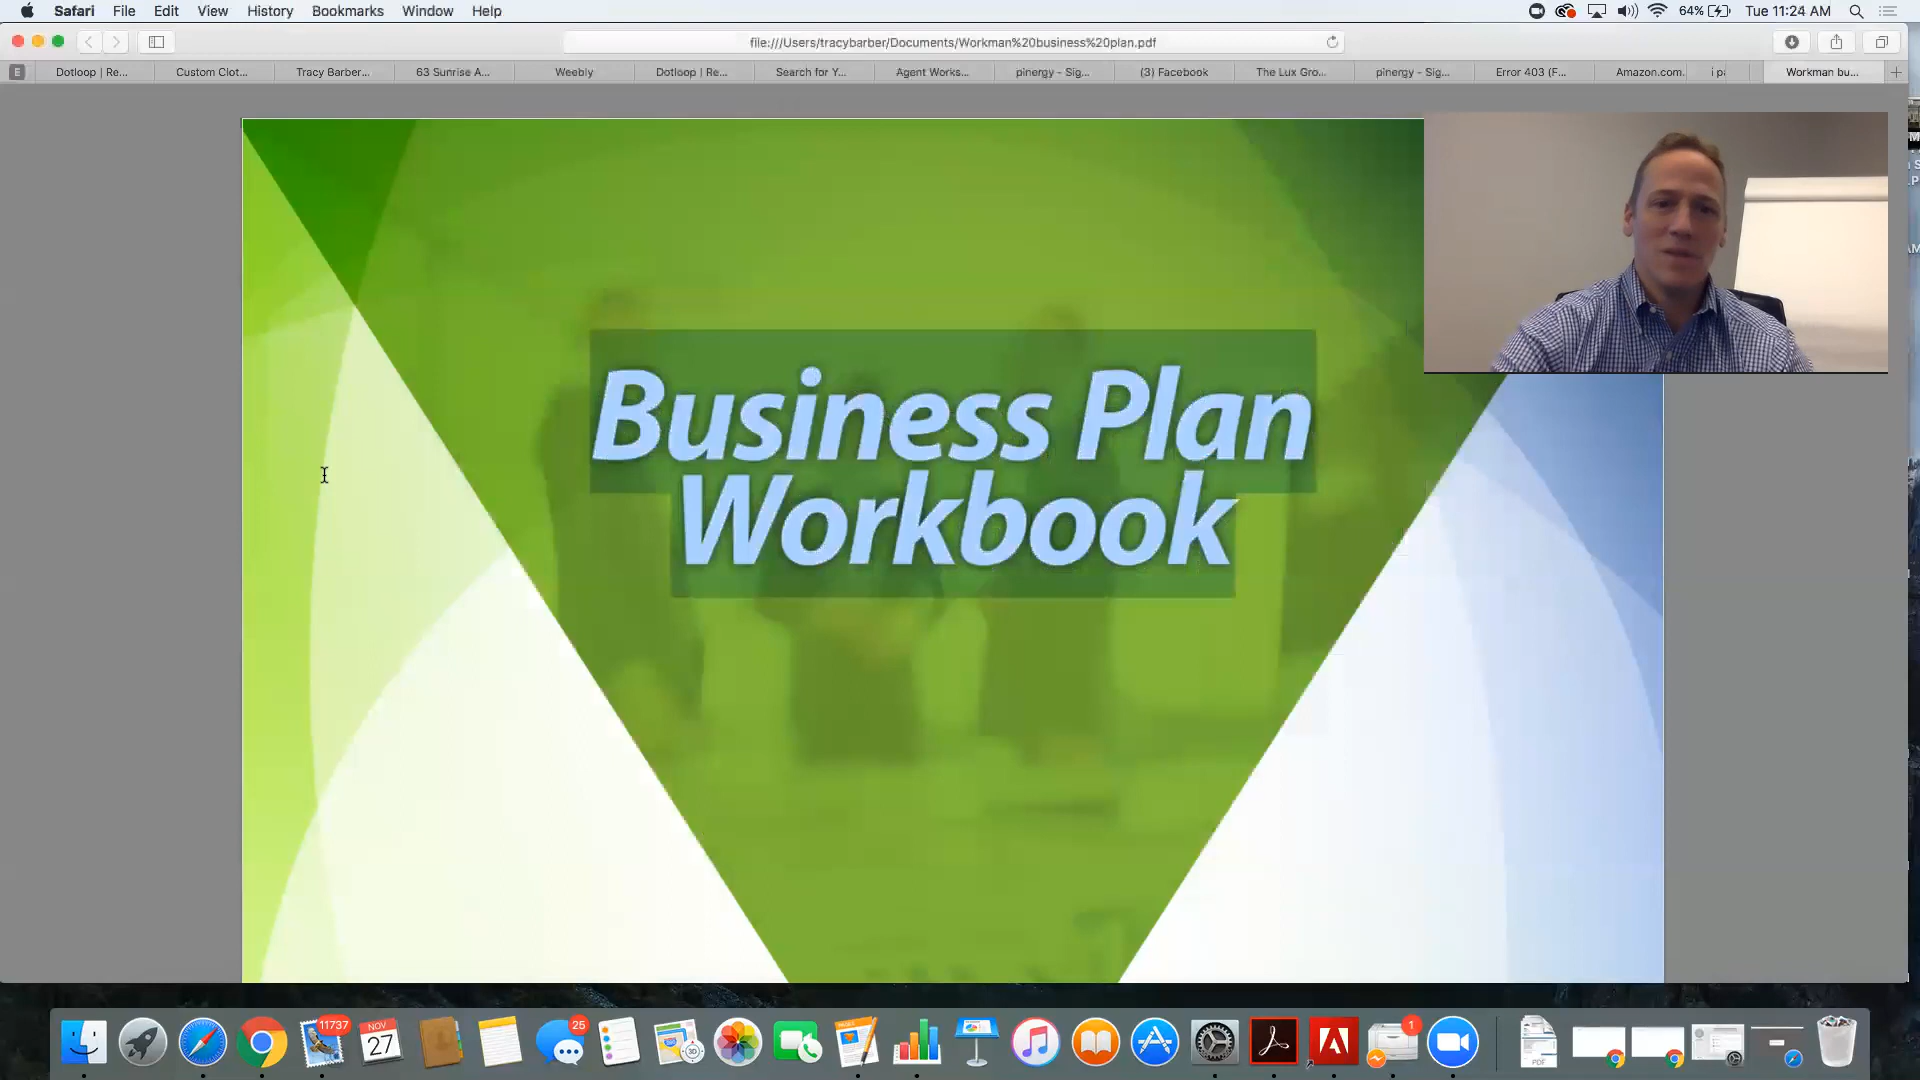 Safari File Edit View History Bookmarks Window Help 64% Tue 11:24 AM
file:///Users/tracybarber/Documents/Workman%20business%20plan.pdf
E Dotloop | Re... Custom Clot... Tracy Barber... 63 Sunrise A... Weebly Dotloop | Re... Search for Y... Agent Works... pinergy - Sig... (3) Facebook The Lux Gro... pinergy - Sig... Error 403 (F... Amazon.com. i pa Workman bu...
Business Plan
Workbook
11737 NOV 25 PAGES 1
27
PDF